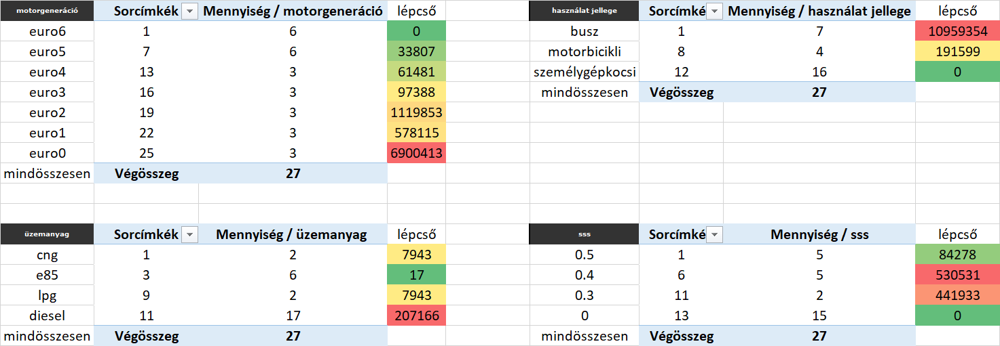 motorgeneráció Sorcímkék Mennyiség / motorgeneráció lépcső használat jellege Sorcímké Mennyiség / használat jellege lépcső
euro6 1 6 0 busz 1 7 10959354
euro5 7 6 33807 motorbicikli 8 4 191599
euro4 13 3 61481 személygépkocsi 12 16 0
euro3 16 3 97388 mindösszesen Végösszeg 27
euro2 19 3 1119853
euro1 22 3 578115
euro0 25 3 6900413
mindösszesen Végösszeg 27
üzemanyag Sorcímkék Mennyiség / üzemanyag lépcső sss Sorcímké Mennyiség / sss lépcső
cng 1 2 7943 0.5 1 5 84278
e85 3 6 17 0.4 6 5 530531
lpg 9 2 7943 0.3 11 2 441933
diesel 11 17 207166 0 13 15 0
mindösszesen Végösszeg 27 mindösszesen Végösszeg 27